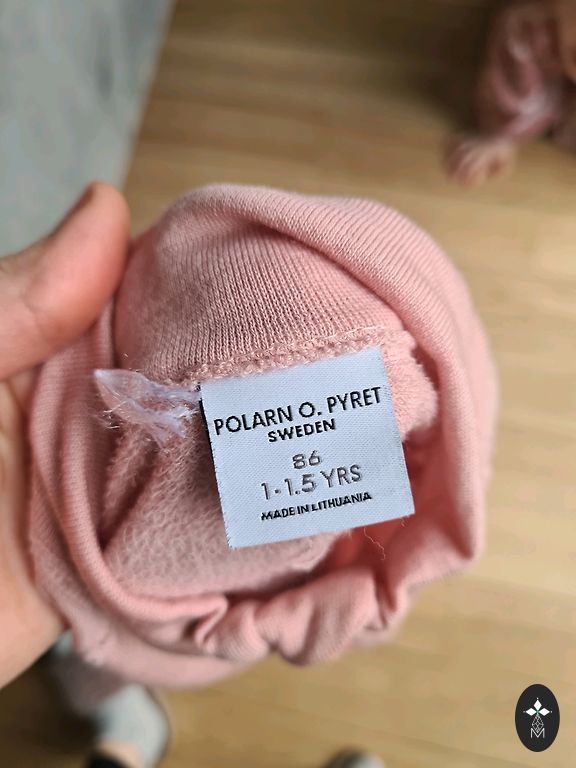 POLARN O. PYRET
SWEDEN
86
1-1.5 YRS
MADE IN LITHUANIA
M